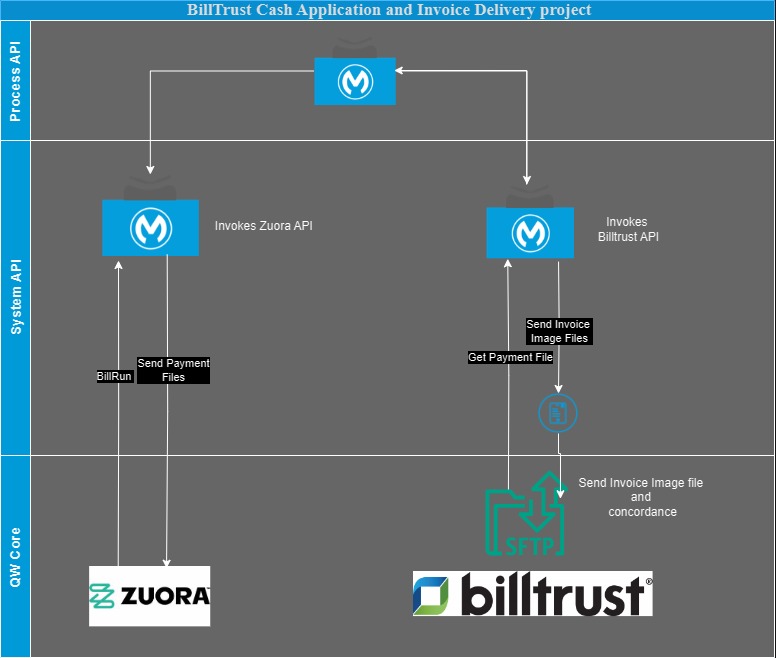 BillTrust Cash Application and Invoice Delivery project
Process API
System API
Invokes Zuora API
Invokes
Billtrust API
Send Invoice
Image Files
Get Payment File
Send Payment
Files
BillRun
QW Core
Send Invoice Image file
and
concordance
SFTP
ZUORA
billtrust®